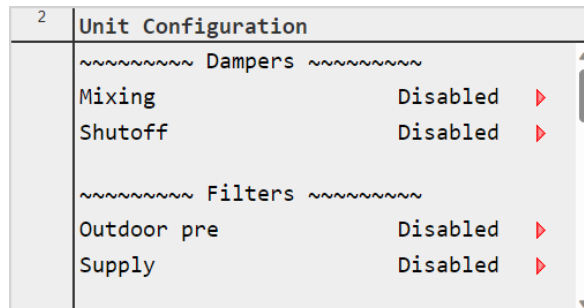 2
Unit Configuration
~~~~~~~~~ Dampers ~~~~~~~~~
Mixing Disabled
Shutoff Disabled
~~~~~~~~~ Filters ~~~~~~~~~
Outdoor pre Disabled
Supply Disabled